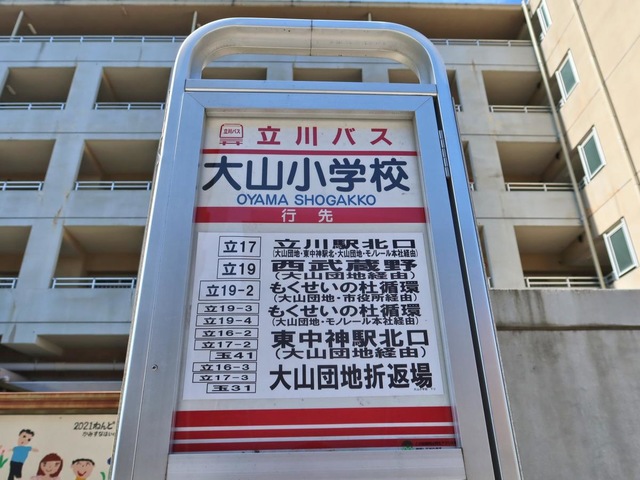 立川バス
立川バス
大山小学校
OYAMA SHOGAKKO
行先
立17 立川駅北口
(大山団地・東中神駅北・大山団地・モノレール本社経由)
立19 西武蔵野
(大山団地経由)
立19-2 もくせいの杜循環
(大山団地・市役所経由)
立19-3
立19-4 もくせいの杜循環
(大山団地・モノレール本社経由)
立16-2
立17-2
玉41 東中神駅北口
(大山団地経由)
立16-3
立17-3
玉31 大山団地折返場
2021ねんど